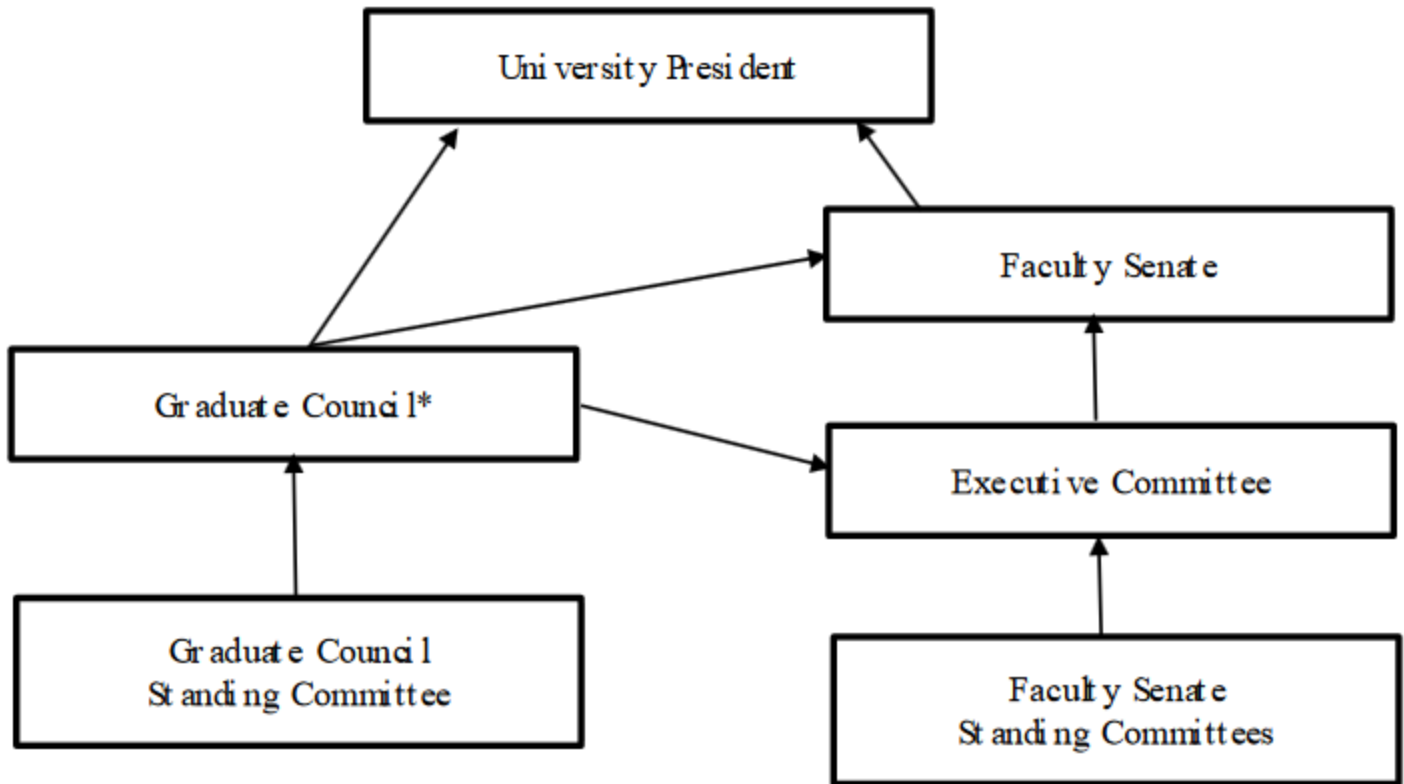 University President
Faculty Senate
Graduate Council*
Executive Committee
Graduate Council
Standing Committee
Faculty Senate
Standing Committees